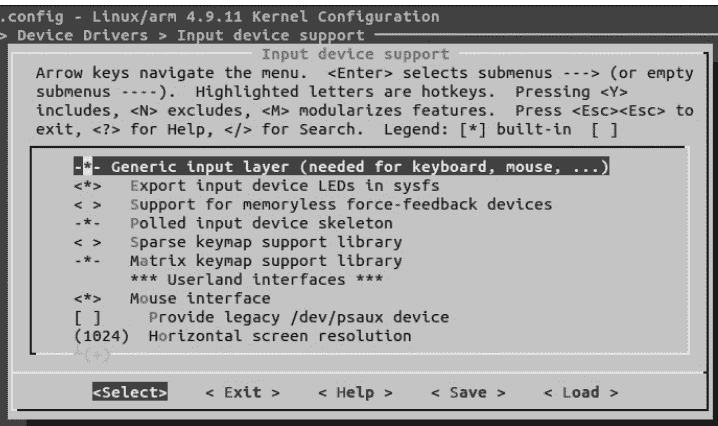 .config - Linux/arm 4.9.11 Kernel Configuration
> Device Drivers > Input device support
Input device support
Arrow keys navigate the menu. <Enter> selects submenus ---> (or empty
submenus ----). Highlighted letters are hotkeys. Pressing <Y>
includes, <N> excludes, <M> modularizes features. Press <Esc><Esc> to
exit, <?> for Help, </> for Search. Legend: [*] built-in [ ]
-*- Generic input layer (needed for keyboard, mouse, ...)
<*> Export input device LEDs in sysfs
< > Support for memoryless force-feedback devices
-*- Polled input device skeleton
< > Sparse keymap support library
-*- Matrix keymap support library
*** Userland interfaces ***
<*> Mouse interface
[ ] Provide legacy /dev/psaux device
(1024) Horizontal screen resolution
(+)
<Select> < Exit > < Help > < Save > < Load >